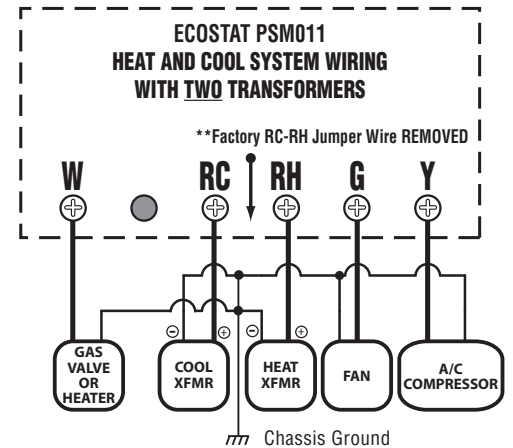 ECOSTAT PSM011
HEAT AND COOL SYSTEM WIRING
WITH TWO TRANSFORMERS
**Factory RC-RH Jumper Wire REMOVED
W RC RH G Y
GAS
VALVE
OR
HEATER
COOL
XFMR
HEAT
XFMR
FAN
A/C
COMPRESSOR
Chassis Ground